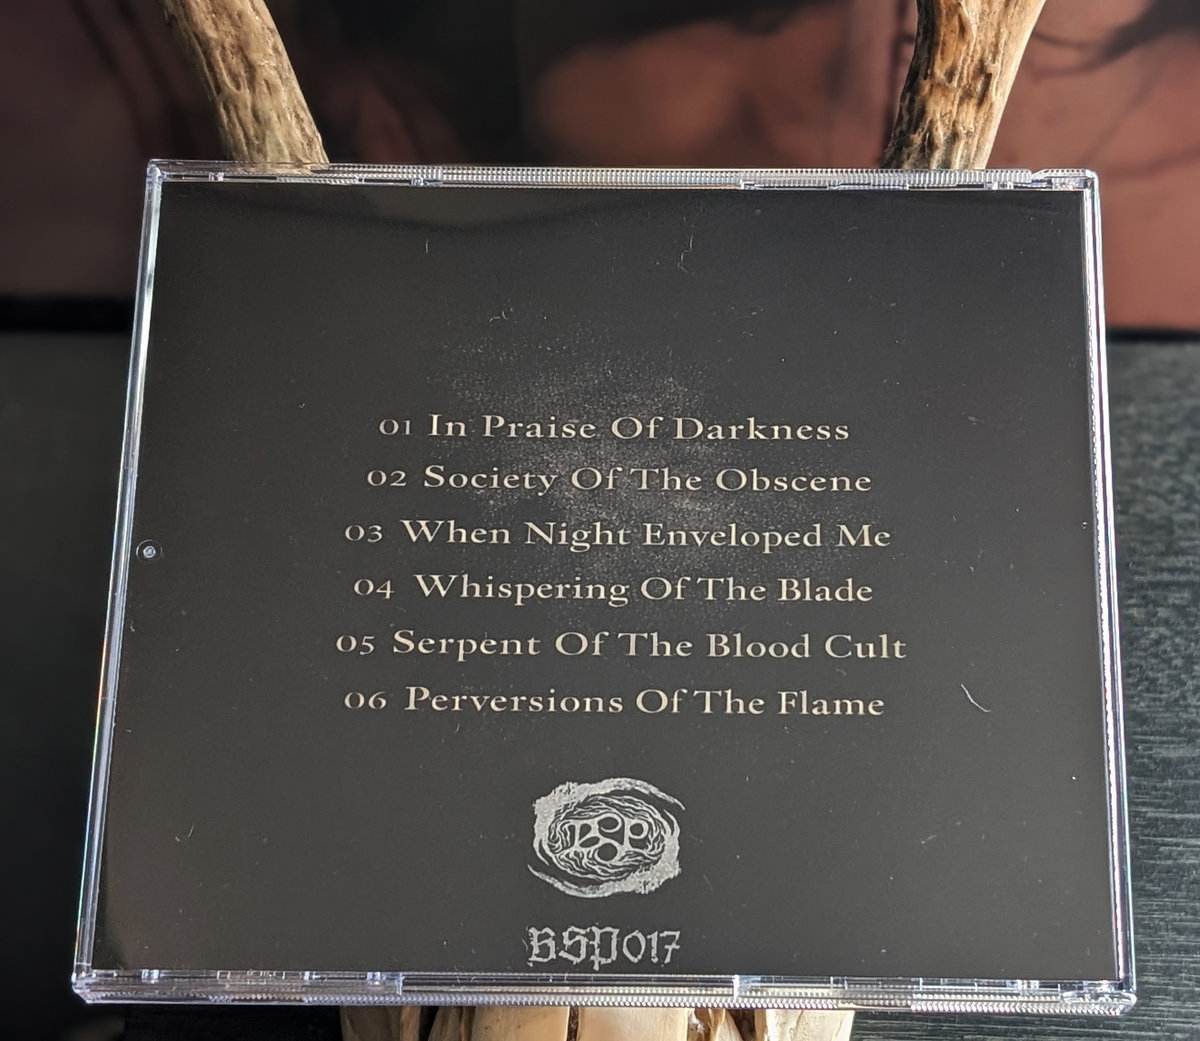 01 In Praise Of Darkness
02 Society Of The Obscene
03 When Night Enveloped Me
04 Whispering Of The Blade
05 Serpent Of The Blood Cult
06 Perversions Of The Flame
BSP
BSP017